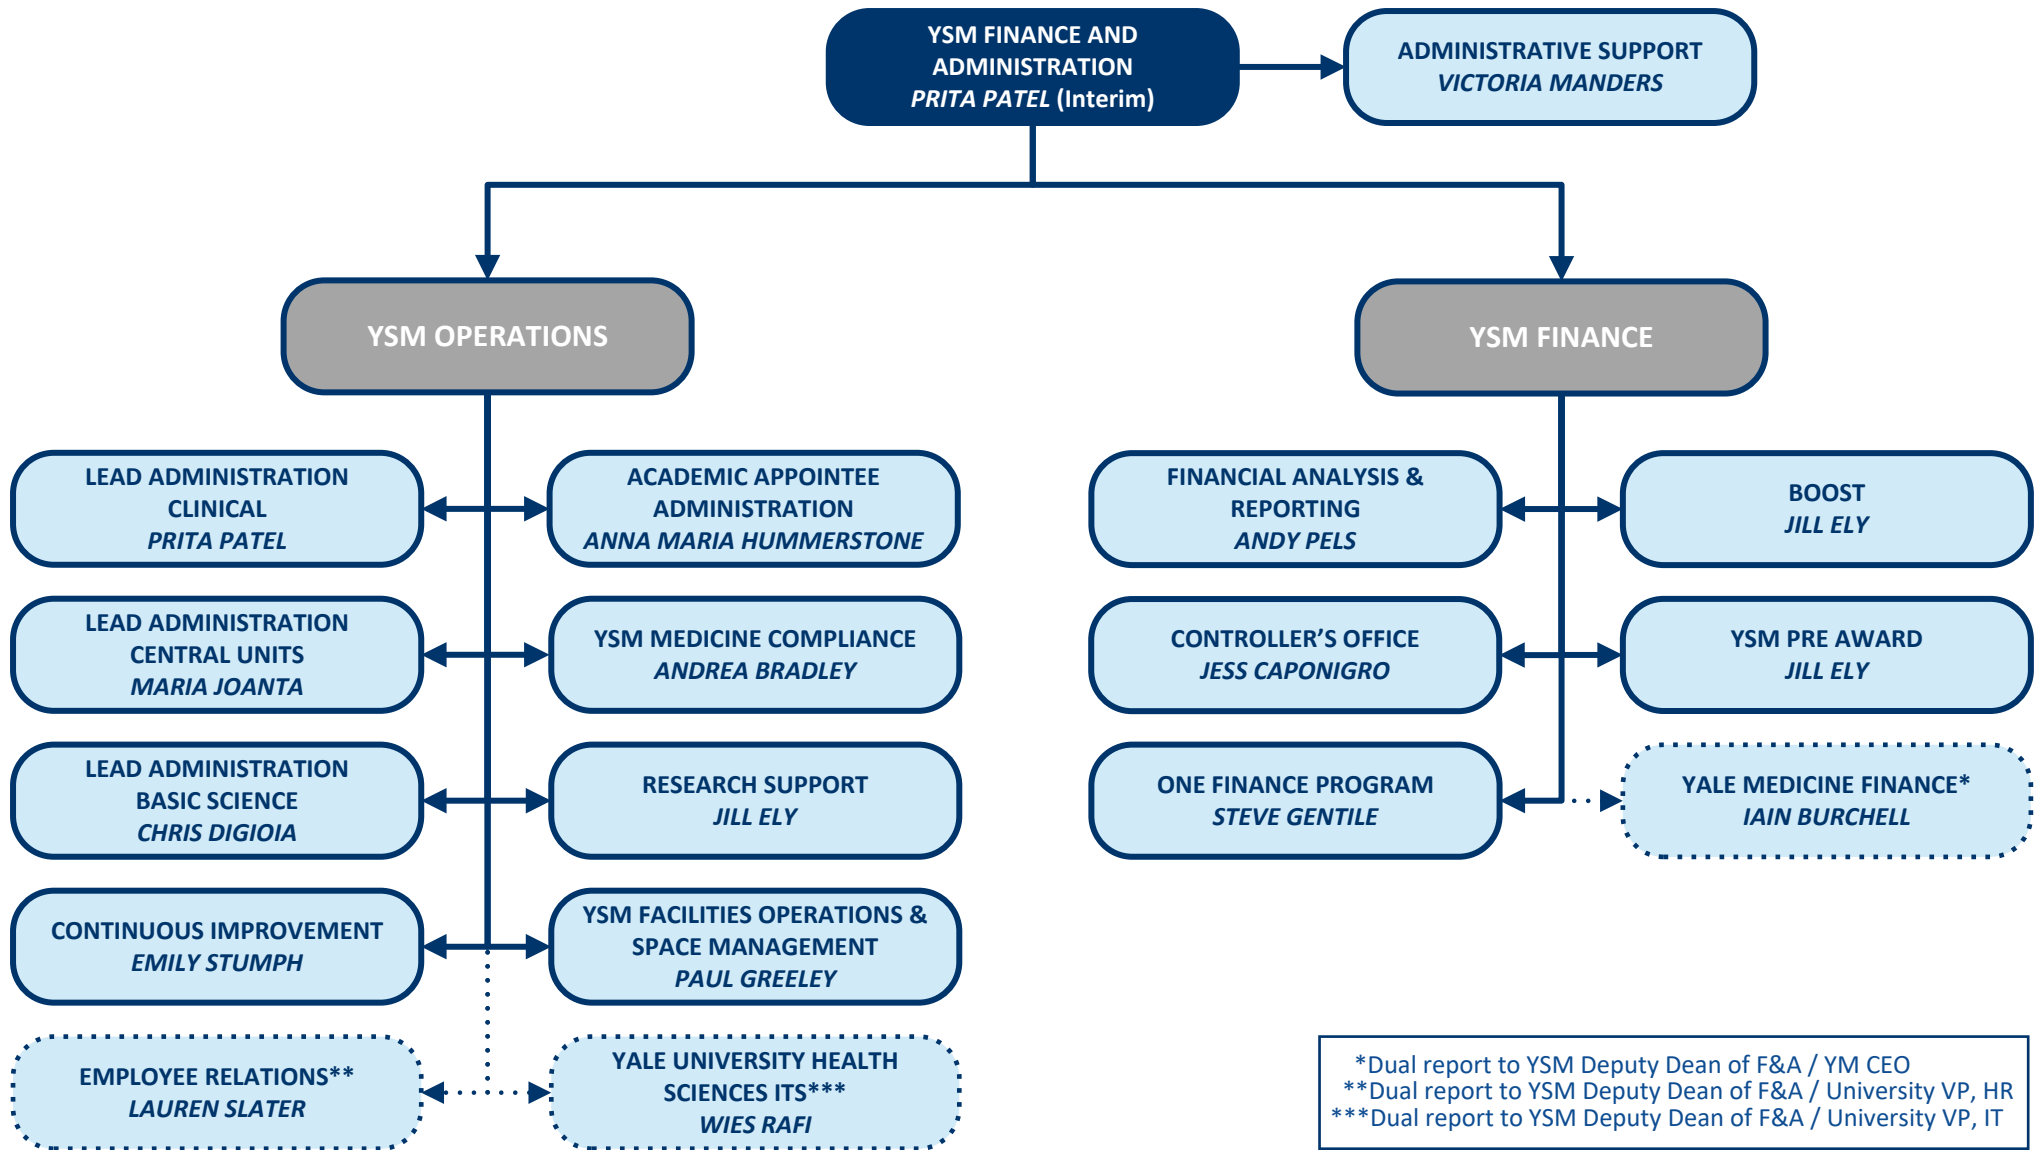 YSM FINANCE AND
ADMINISTRATION
PRITA PATEL (Interim)
ADMINISTRATIVE SUPPORT
VICTORIA MANDERS
YSM OPERATIONS
YSM FINANCE
LEAD ADMINISTRATION
CLINICAL
PRITA PATEL
ACADEMIC APPOINTEE
ADMINISTRATION
ANNA MARIA HUMMERSTONE
FINANCIAL ANALYSIS &
REPORTING
ANDY PELS
BOOST
JILL ELY
LEAD ADMINISTRATION
CENTRAL UNITS
MARIA JOANTA
YSM MEDICINE COMPLIANCE
ANDREA BRADLEY
CONTROLLER’S OFFICE
JESS CAPONIGRO
YSM PRE AWARD
JILL ELY
LEAD ADMINISTRATION
BASIC SCIENCE
CHRIS DIGIOIA
RESEARCH SUPPORT
JILL ELY
ONE FINANCE PROGRAM
STEVE GENTILE
YALE MEDICINE FINANCE*
IAIN BURCHELL
CONTINUOUS IMPROVEMENT
EMILY STUMPH
YSM FACILITIES OPERATIONS &
SPACE MANAGEMENT
PAUL GREELEY
EMPLOYEE RELATIONS**
LAUREN SLATER
YALE UNIVERSITY HEALTH
SCIENCES ITS***
WIES RAFI
*Dual report to YSM Deputy Dean of F&A / YM CEO
**Dual report to YSM Deputy Dean of F&A / University VP, HR
***Dual report to YSM Deputy Dean of F&A / University VP, IT